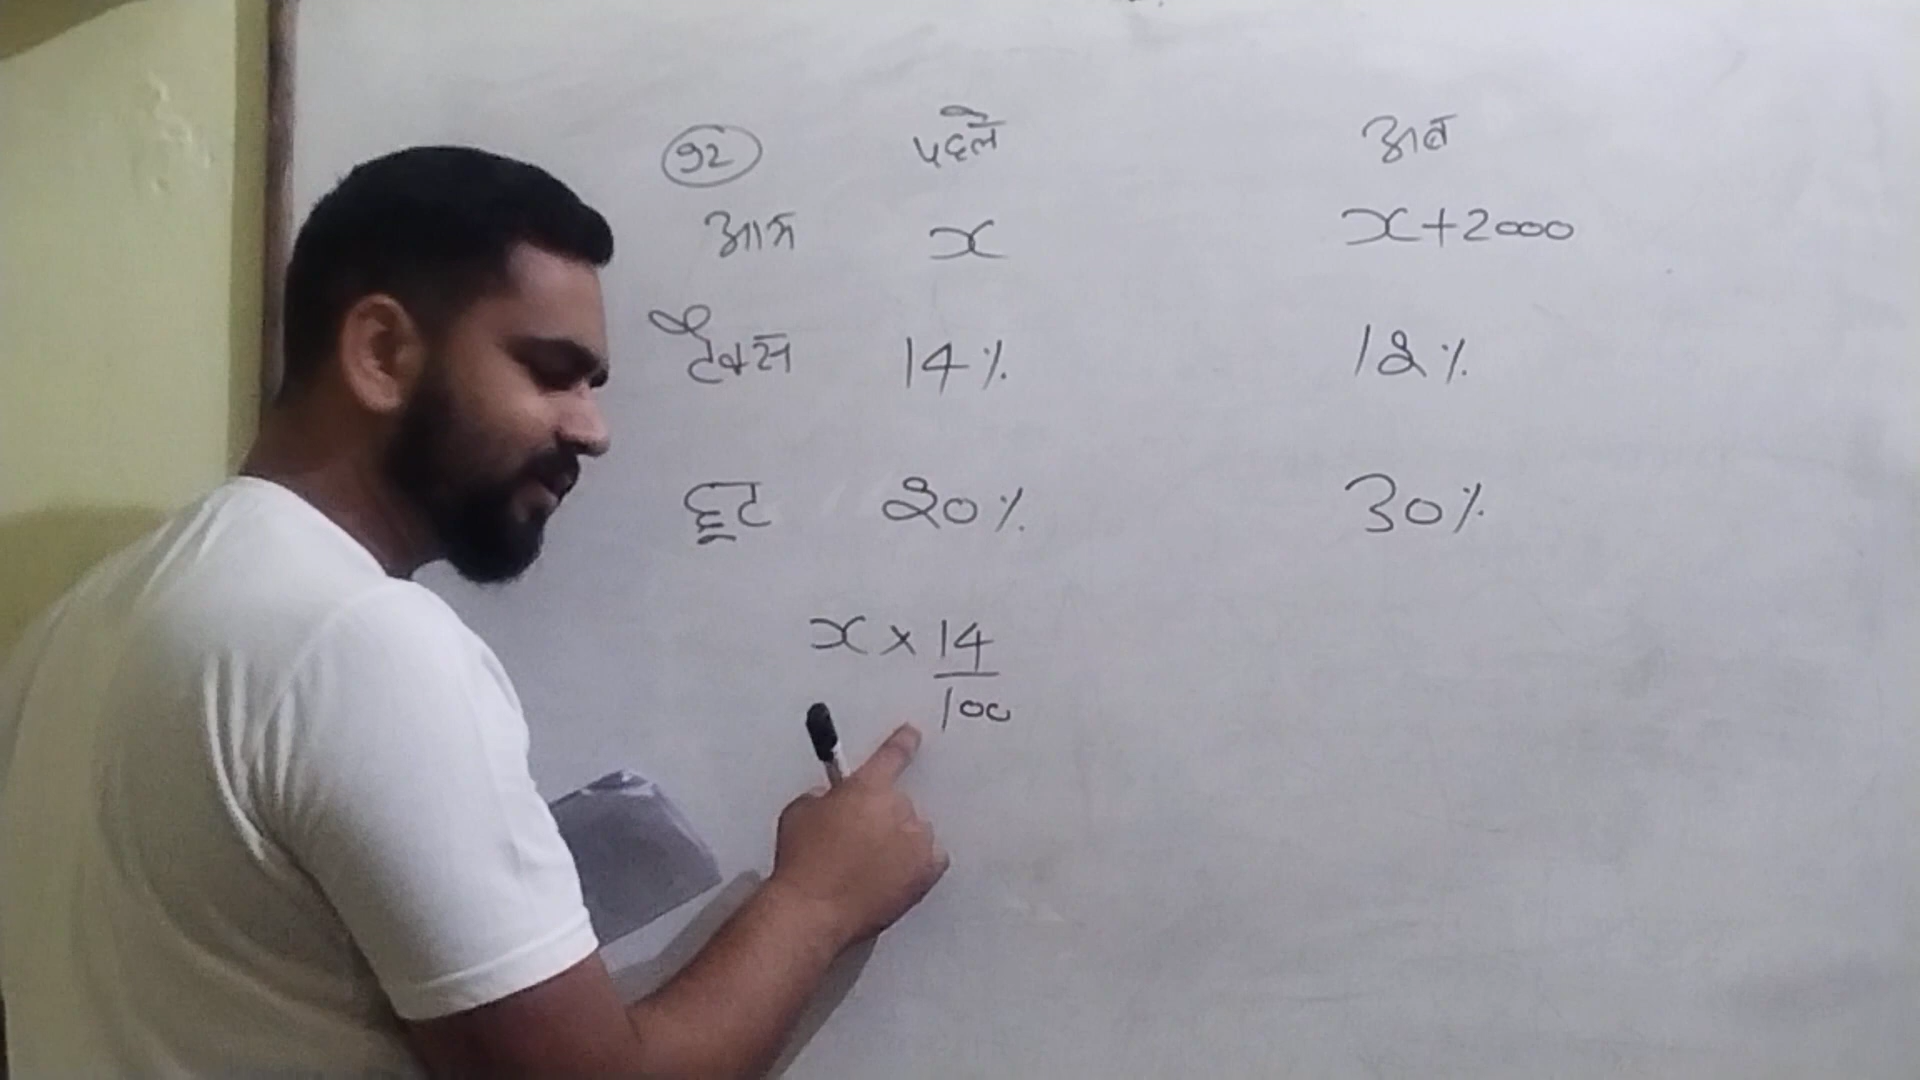 92 पहले अब
आय x x+2000
टैक्स 14% 12%
छूट 20% 30%
x × 14
100